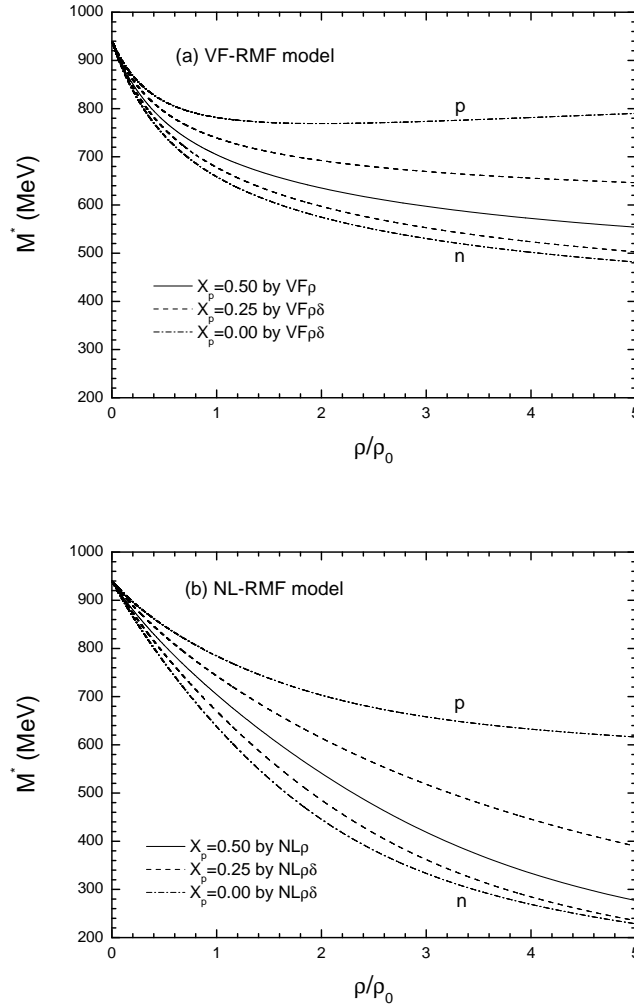 1000
(a) VF-RMF model
900
p
800
700
M* (MeV)
600
500
n
X_p=0.50 by VFρ
400
X_p=0.25 by VFρδ
X_p=0.00 by VFρδ
300
200
0 1 2 3 4 5
ρ/ρ₀
1000
(b) NL-RMF model
900
800
p
700
M* (MeV)
600
500
400
X_p=0.50 by NLρ
X_p=0.25 by NLρδ
X_p=0.00 by NLρδ
n
300
200
0 1 2 3 4 5
ρ/ρ₀